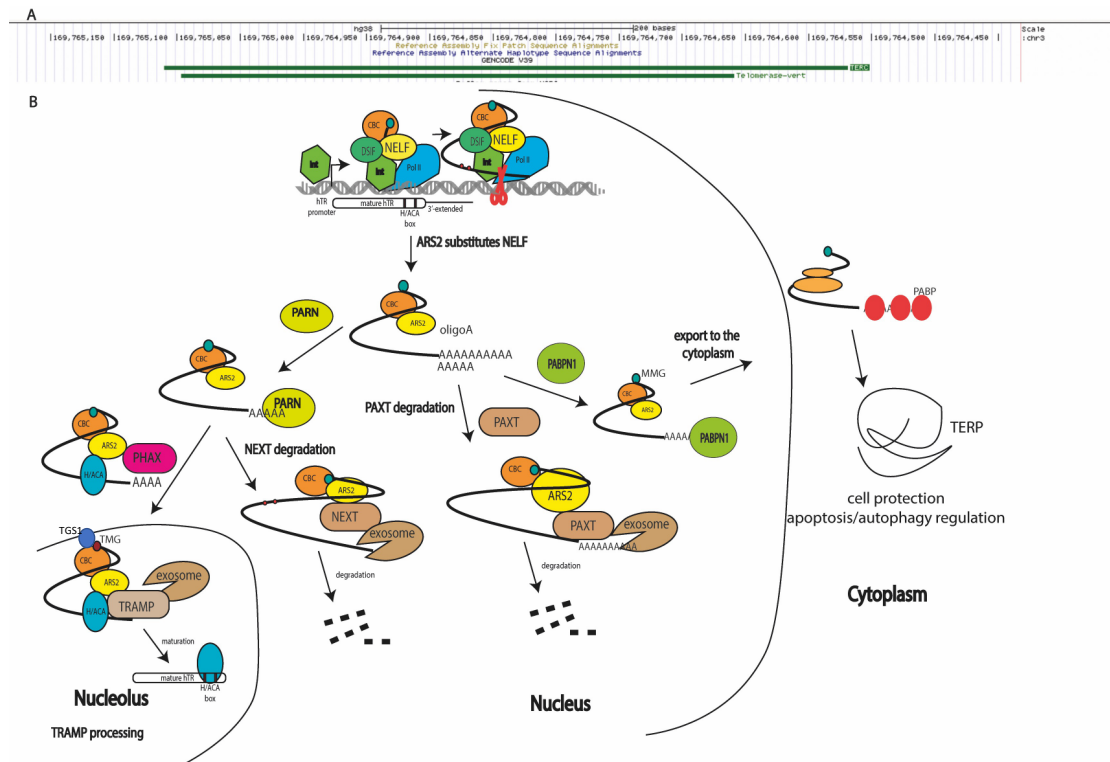 A
hg38
200 bases
Scale
|169,765,150 |169,765,100 |169,765,050 |169,765,000 |169,764,950 |169,764,900 |169,764,850 |169,764,800 |169,764,750 |169,764,700 |169,764,650 |169,764,600 |169,764,550 |169,764,500 |169,764,450
:chr3
Reference Assembly Fix Patch Sequence Alignments
Reference Assembly Alternate Haplotype Sequence Alignments
GENCODE V39
TERC
Telomerase-vert
B
CBC
DSIF
NELF
Int
Int
Pol II
CBC
DSIF
NELF
Int
Pol II
hTR
promoter
mature hTR
H/ACA
box
3'-extended
ARS2 substitutes NELF
CBC
ARS2
oligoA
AAAAAAAAAA
AAAAA
PARN
PABPN1
export to the
cytoplasm
PABP
TERP
cell protection
apoptosis/autophagy regulation
Cytoplasm
CBC
ARS2
AAAAA
PARN
PAXT degradation
PAXT
MMG
CBC
ARS2
AAAA
PABPN1
CBC
ARS2
PHAX
H/ACA
AAAA
NEXT degradation
CBC
ARS2
NEXT
exosome
degradation
CBC
ARS2
PAXT
exosome
AAAAAAAAAA
degradation
TGS1
TMG
CBC
ARS2
exosome
H/ACA
TRAMP
maturation
mature hTR
H/ACA
box
Nucleolus
TRAMP processing
Nucleus